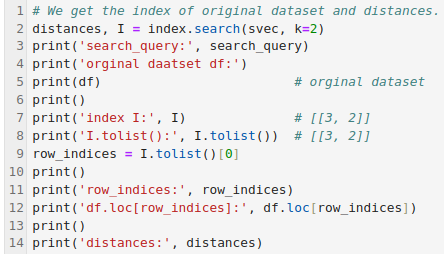 1 # We get the index of original dataset and distances.
2 distances, I = index.search(svec, k=2)
3 print('search_query:', search_query)
4 print('orginal daatset df:')
5 print(df) # orginal dataset
6 print()
7 print('index I:', I) # [[3, 2]]
8 print('I.tolist():', I.tolist()) # [[3, 2]]
9 row_indices = I.tolist()[0]
10 print()
11 print('row_indices:', row_indices)
12 print('df.loc[row_indices]:', df.loc[row_indices])
13 print()
14 print('distances:', distances)